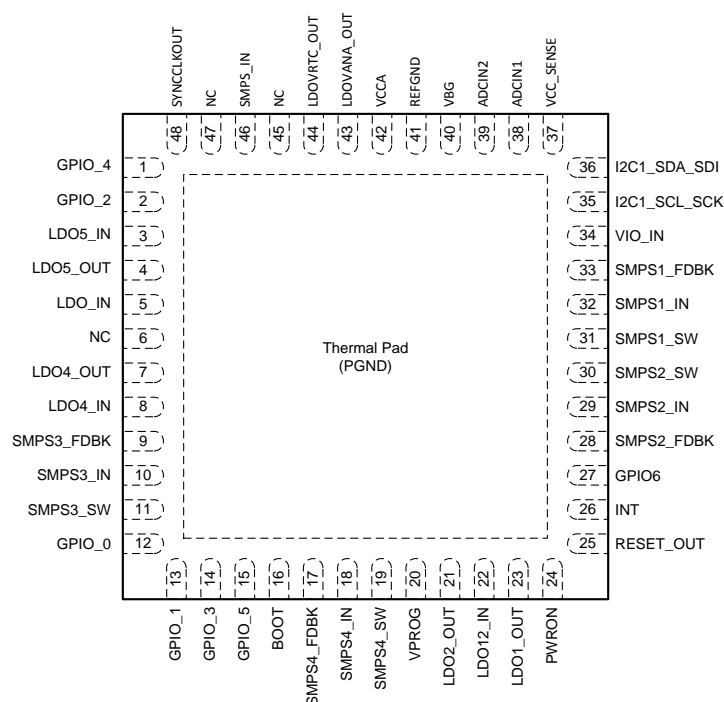 SYNCCLKOUT
NC
SMPS_IN
NC
LDOVRTC_OUT
LDOVANA_OUT
VCCA
REFGND
VBG
ADCIN2
ADCIN1
VCC_SENSE
48
47
46
45
44
43
42
41
40
39
38
37
GPIO_4 1
GPIO_2 2
LDO5_IN 3
LDO5_OUT 4
LDO_IN 5
NC 6
LDO4_OUT 7
LDO4_IN 8
SMPS3_FDBK 9
SMPS3_IN 10
SMPS3_SW 11
GPIO_0 12
Thermal Pad
(PGND)
36 I2C1_SDA_SDI
35 I2C1_SCL_SCK
34 VIO_IN
33 SMPS1_FDBK
32 SMPS1_IN
31 SMPS1_SW
30 SMPS2_SW
29 SMPS2_IN
28 SMPS2_FDBK
27 GPIO6
26 INT
25 RESET_OUT
13
14
15
16
17
18
19
20
21
22
23
24
GPIO_1
GPIO_3
GPIO_5
BOOT
SMPS4_FDBK
SMPS4_IN
SMPS4_SW
VPROG
LDO2_OUT
LDO12_IN
LDO1_OUT
PWRON